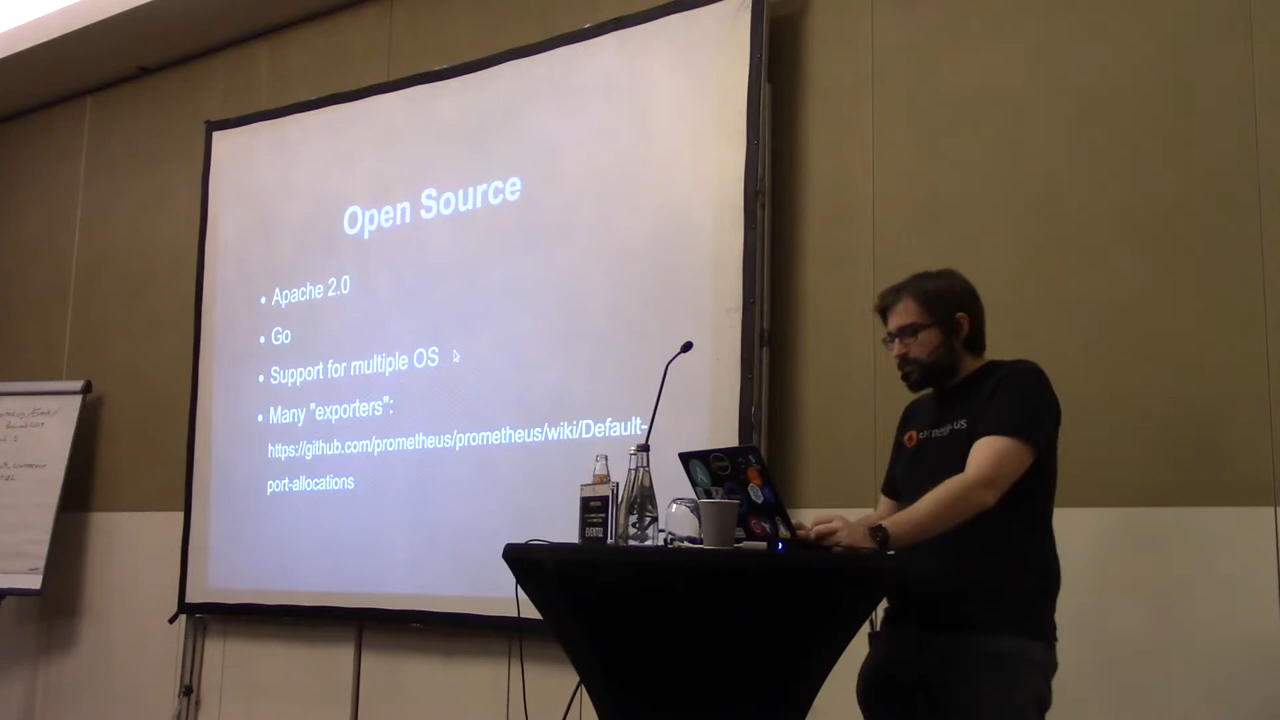 Open Source
• Apache 2.0
• Go
• Support for multiple OS
• Many "exporters":
https://github.com/prometheus/prometheus/wiki/Default-
port-allocations